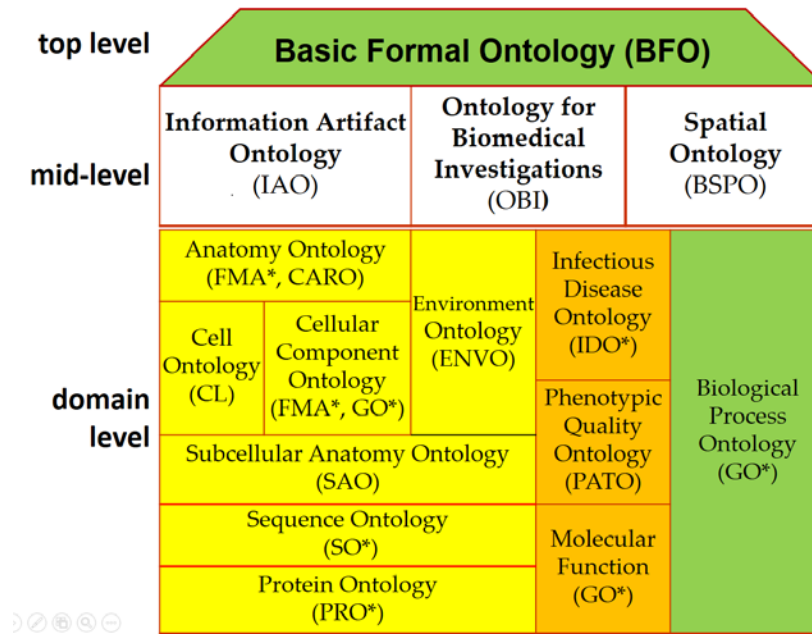 top level
Basic Formal Ontology (BFO)
mid-level
Information Artifact
Ontology
(IAO)
Ontology for
Biomedical
Investigations
(OBI)
Spatial
Ontology
(BSPO)
domain
level
Anatomy Ontology
(FMA*, CARO)
Cell
Ontology
(CL)
Cellular
Component
Ontology
(FMA*, GO*)
Environment
Ontology
(ENVO)
Subcellular Anatomy Ontology
(SAO)
Sequence Ontology
(SO*)
Protein Ontology
(PRO*)
Infectious
Disease
Ontology
(IDO*)
Phenotypic
Quality
Ontology
(PATO)
Molecular
Function
(GO*)
Biological
Process
Ontology
(GO*)